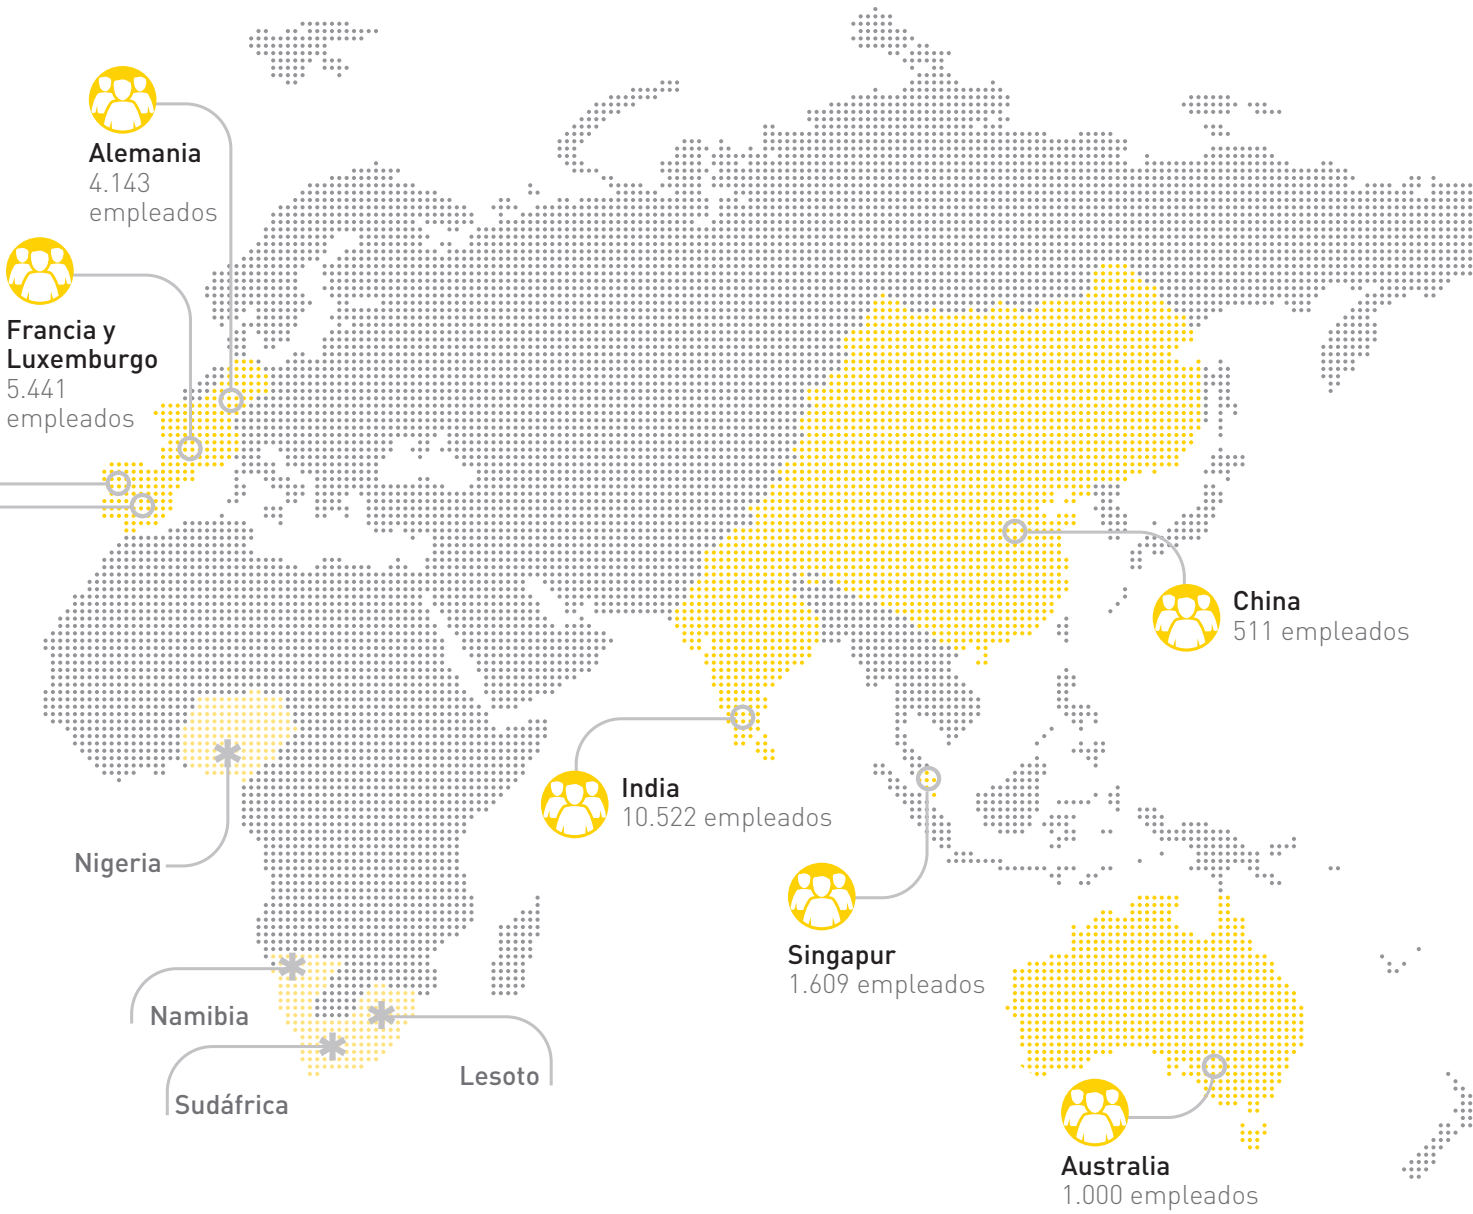 Alemania
4.143
empleados
Francia y
Luxemburgo
5.441
empleados
China
511 empleados
India
10.522 empleados
Nigeria
Singapur
1.609 empleados
Namibia
Lesoto
Sudáfrica
Australia
1.000 empleados